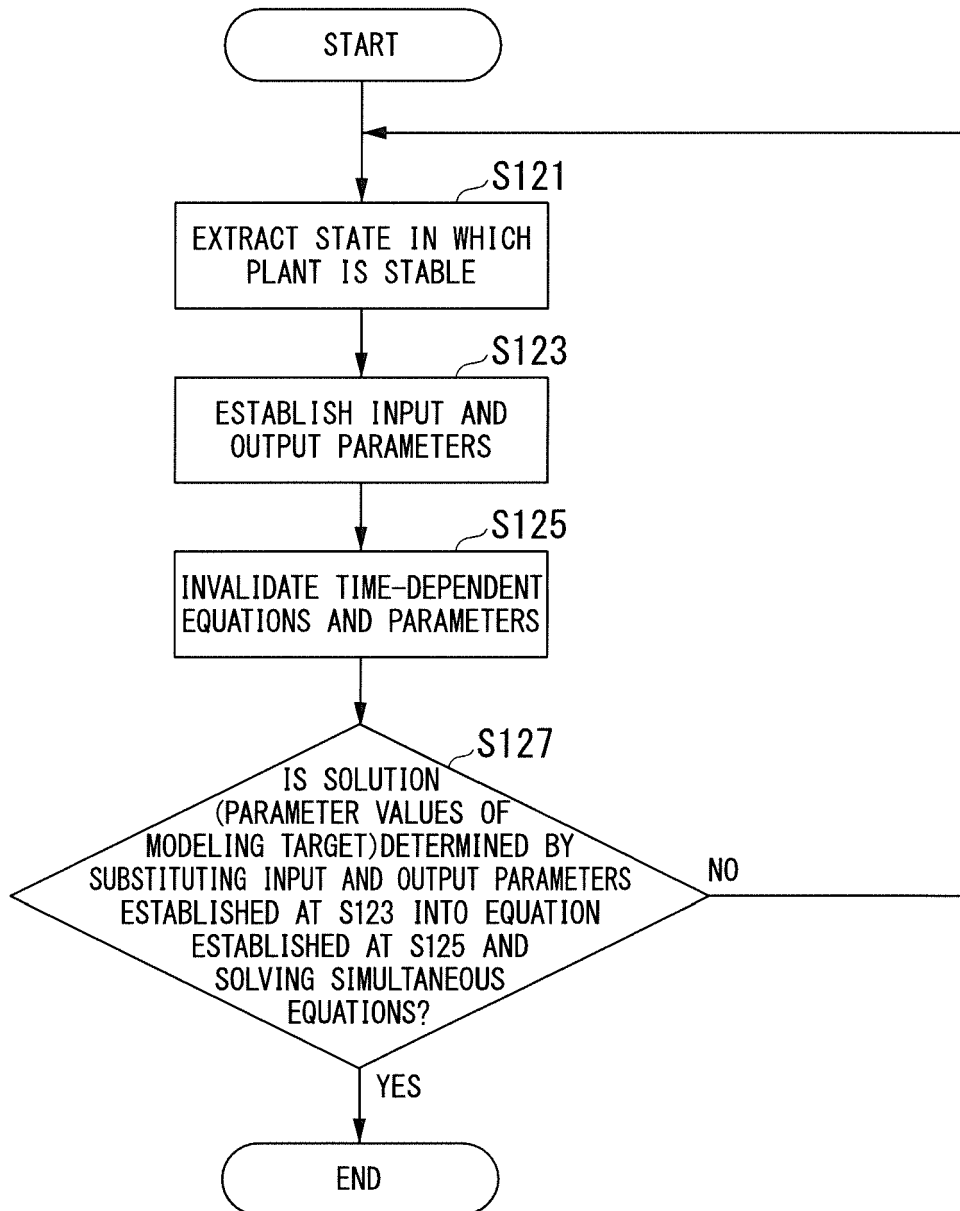 START
S121
EXTRACT STATE IN WHICH
PLANT IS STABLE
S123
ESTABLISH INPUT AND
OUTPUT PARAMETERS
S125
INVALIDATE TIME-DEPENDENT
EQUATIONS AND PARAMETERS
S127
IS SOLUTION
(PARAMETER VALUES OF
MODELING TARGET)DETERMINED BY
SUBSTITUTING INPUT AND OUTPUT PARAMETERS
ESTABLISHED AT S123 INTO EQUATION
ESTABLISHED AT S125 AND
SOLVING SIMULTANEOUS
EQUATIONS?
NO
YES
END